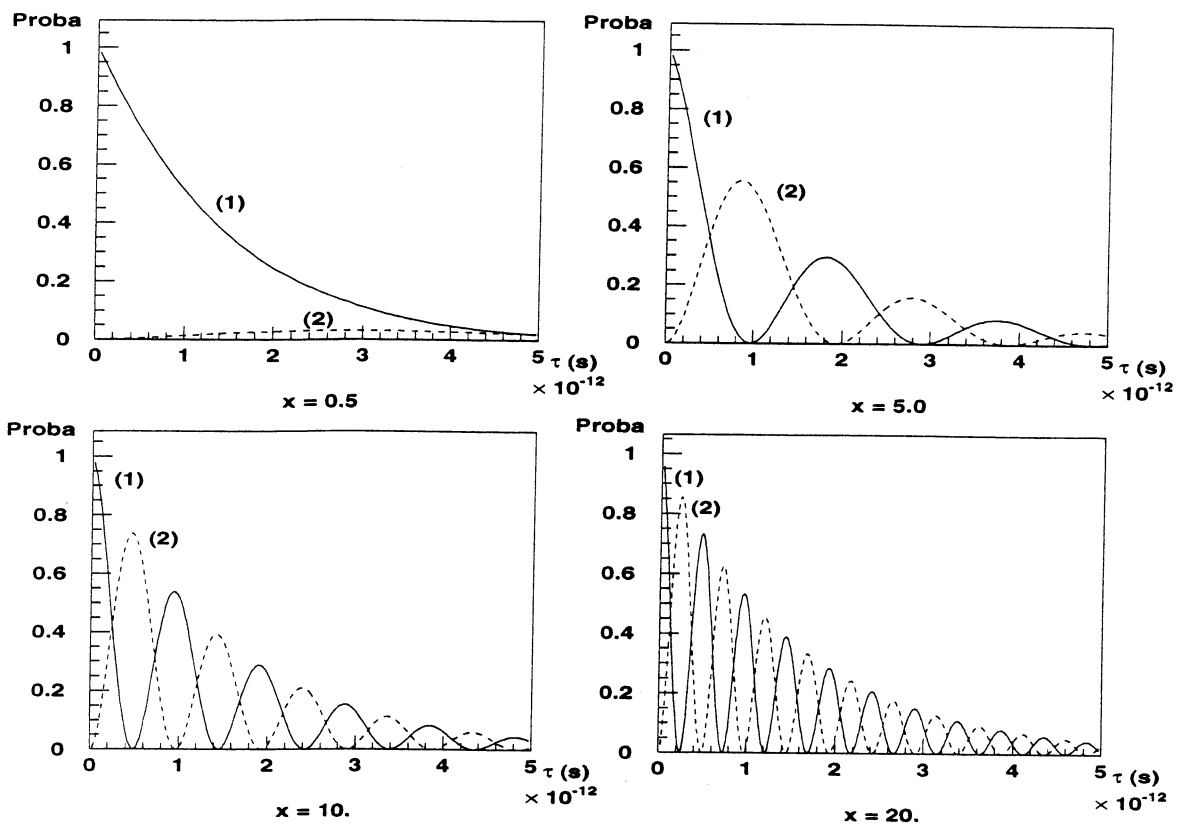 Proba
1
0.8
0.6
0.4
0.2
0
(1)
(2)
0 1 2 3 4 5
τ (s)
× 10⁻¹²
x = 0.5
Proba
1
0.8
0.6
0.4
0.2
0
(1)
(2)
0 1 2 3 4 5
τ (s)
× 10⁻¹²
x = 5.0
Proba
1
0.8
0.6
0.4
0.2
0
(1)
(2)
0 1 2 3 4 5
τ (s)
× 10⁻¹²
x = 10.
Proba
1
0.8
0.6
0.4
0.2
0
(1)
(2)
0 1 2 3 4 5
τ (s)
× 10⁻¹²
x = 20.